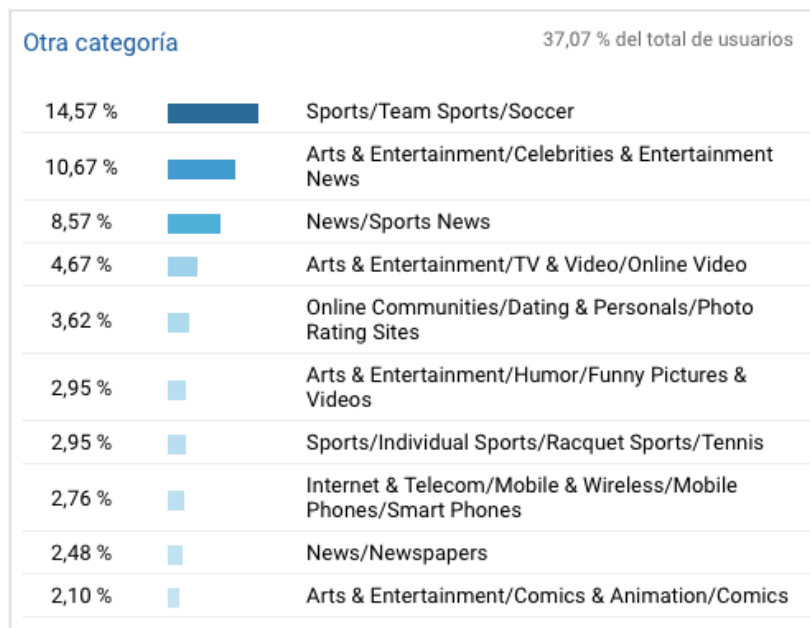 Otra categoría
37,07 % del total de usuarios
14,57 %
Sports/Team Sports/Soccer
10,67 %
Arts & Entertainment/Celebrities & Entertainment
News
8,57 %
News/Sports News
4,67 %
Arts & Entertainment/TV & Video/Online Video
3,62 %
Online Communities/Dating & Personals/Photo
Rating Sites
2,95 %
Arts & Entertainment/Humor/Funny Pictures &
Videos
2,95 %
Sports/Individual Sports/Racquet Sports/Tennis
2,76 %
Internet & Telecom/Mobile & Wireless/Mobile
Phones/Smart Phones
2,48 %
News/Newspapers
2,10 %
Arts & Entertainment/Comics & Animation/Comics